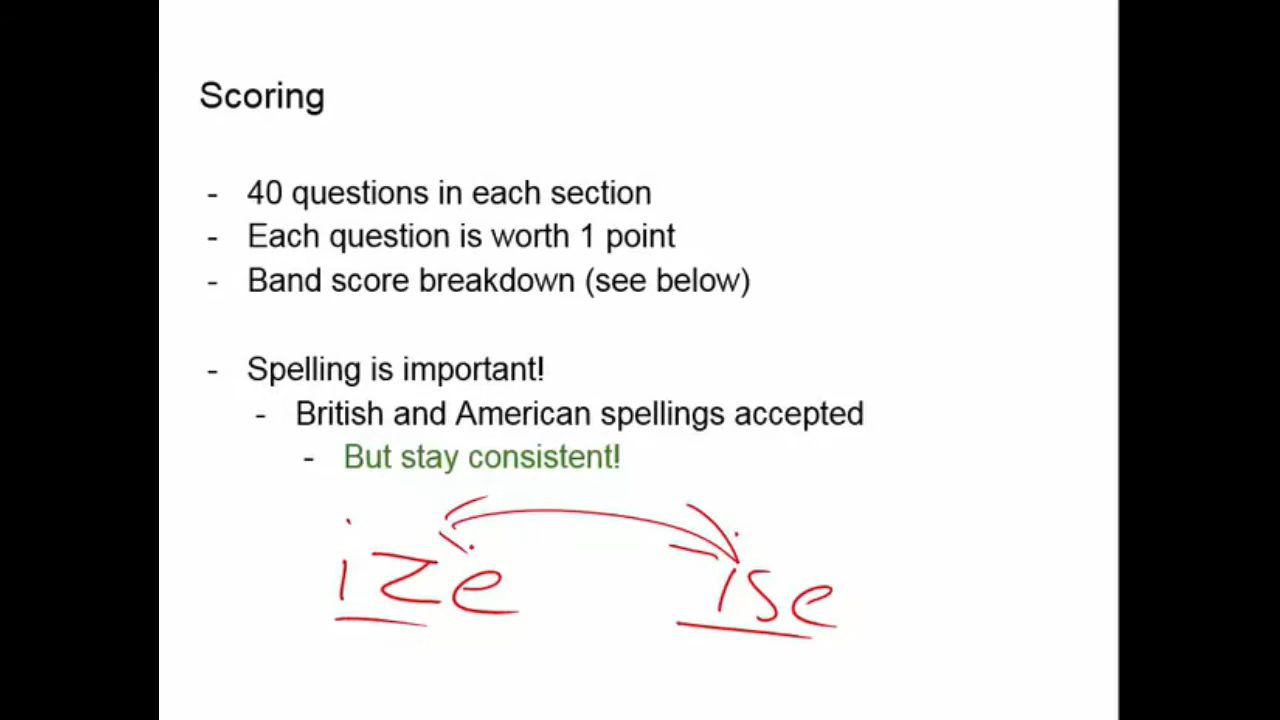 Scoring
- 40 questions in each section
- Each question is worth 1 point
- Band score breakdown (see below)
- Spelling is important!
- British and American spellings accepted
- But stay consistent!
ize ise